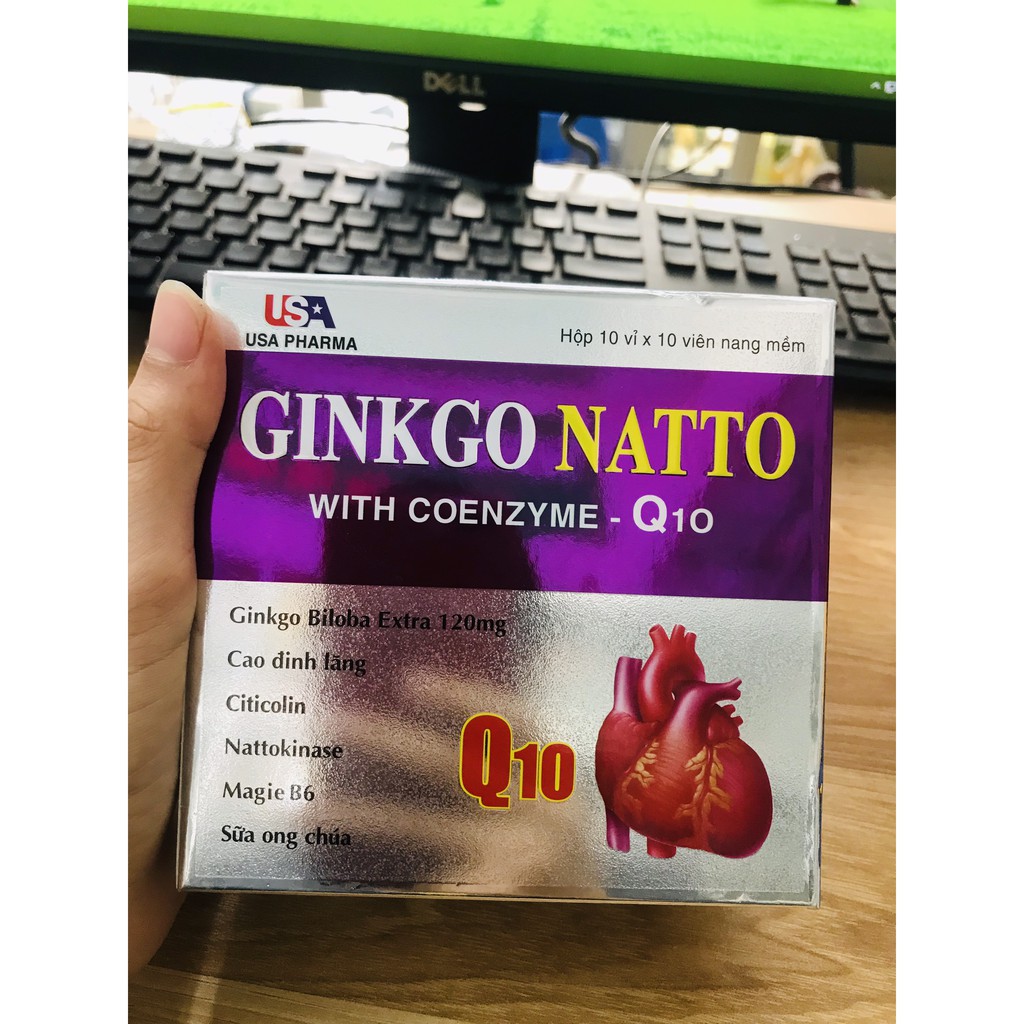 DELL
USA
USA PHARMA
Hộp 10 vỉ x 10 viên nang mềm
GINKGO NATTO
WITH COENZYME - Q10
Ginkgo Biloba Extra 120mg
Cao đinh lăng
Citicolin
Nattokinase
Magie B6
Sữa ong chúa
Q10